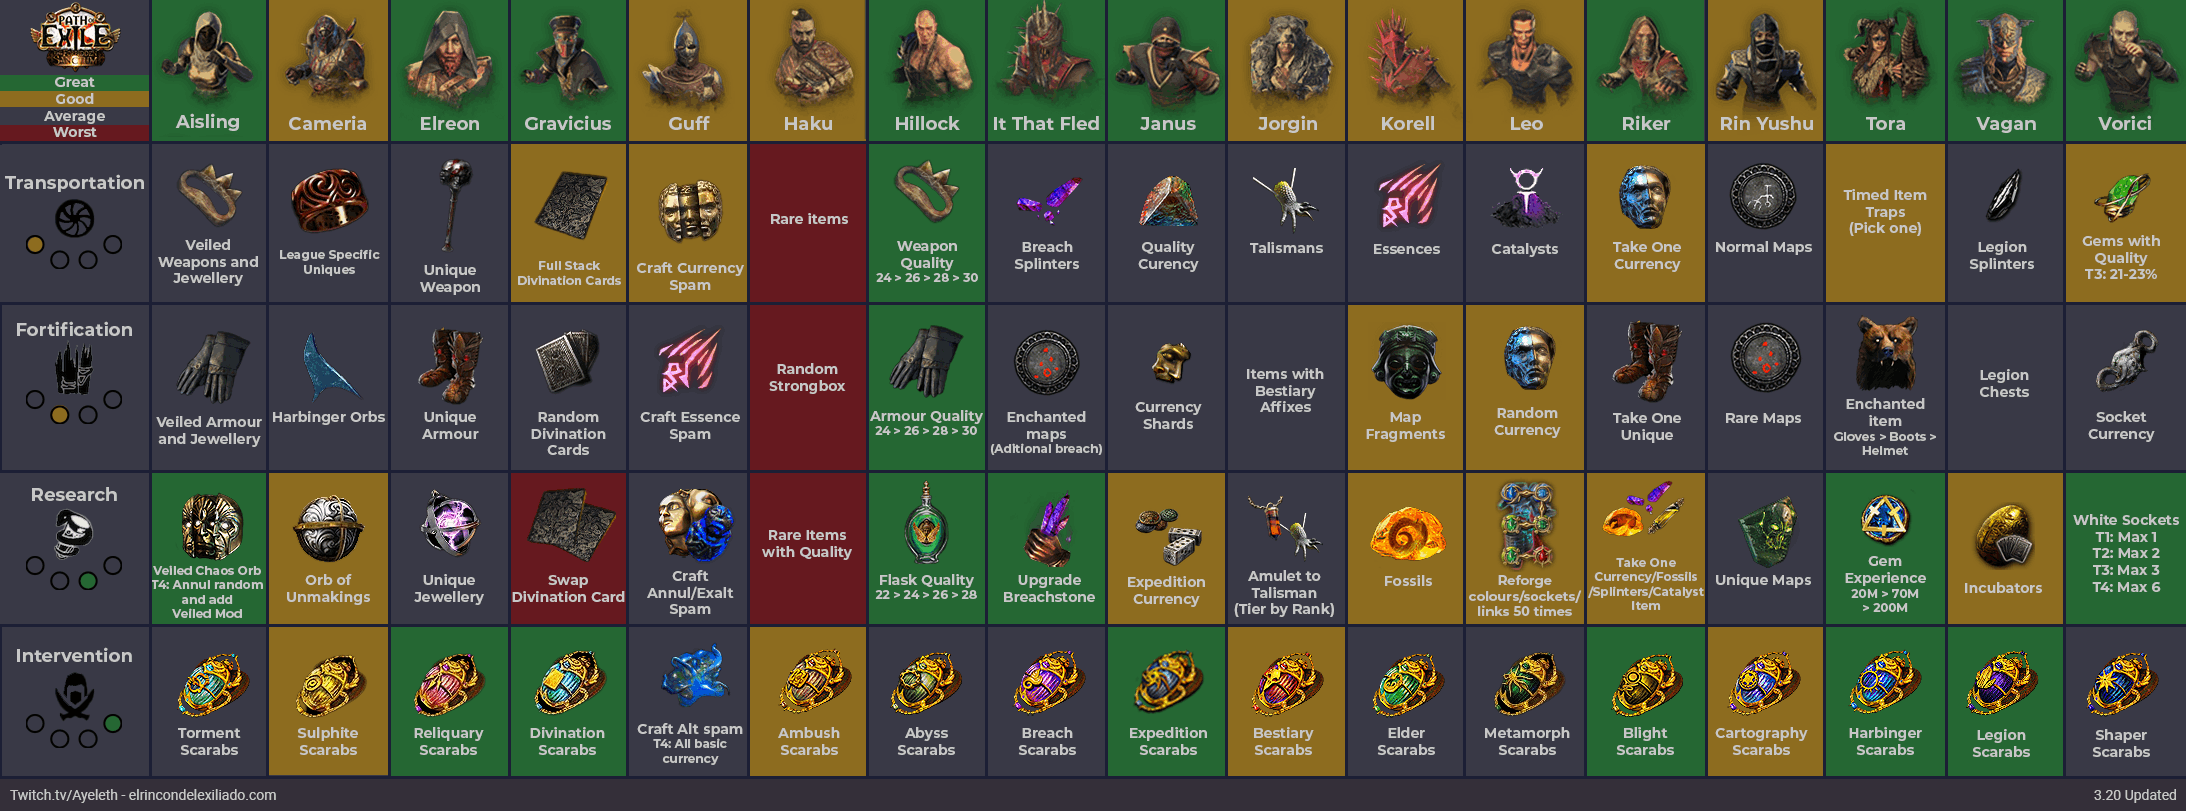 PATH OF
EXILE
FORBIDDEN
SANCTUM
Great
Good
Average
Worst
Aisling
Cameria
Elreon
Gravicius
Guff
Haku
Hillock
It That Fled
Janus
Jorgin
Korell
Leo
Riker
Rin Yushu
Tora
Vagan
Vorici
Transportation
Veiled
Weapons and
Jewellery
League Specific
Uniques
Unique
Weapon
Full Stack
Divination Cards
Craft Currency
Spam
Rare items
Weapon
Quality
24 > 26 > 28 > 30
Breach
Splinters
Quality
Curency
Talismans
Essences
Catalysts
Take One
Currency
Normal Maps
Timed Item
Traps
(Pick one)
Legion
Splinters
Gems with
Quality
T3: 21-23%
Fortification
Veiled Armour
and Jewellery
Harbinger Orbs
Unique
Armour
Random
Divination
Cards
Craft Essence
Spam
Random
Strongbox
Armour Quality
24 > 26 > 28 > 30
Enchanted
maps
(Aditional breach)
Currency
Shards
Items with
Bestiary
Affixes
Map
Fragments
Random
Currency
Take One
Unique
Rare Maps
Enchanted
item
Gloves > Boots >
Helmet
Legion
Chests
Socket
Currency
Research
Veiled Chaos Orb
T4: Annul random
and add
Veiled Mod
Orb of
Unmakings
Unique
Jewellery
Swap
Divination Card
Craft
Annul/Exalt
Spam
Rare Items
with Quality
Flask Quality
22 > 24 > 26 > 28
Upgrade
Breachstone
Expedition
Currency
Amulet to
Talisman
(Tier by Rank)
Fossils
Reforge
colours/sockets/
links 50 times
Take One
Currency/Fossils
/Splinters/Catalyst
Item
Unique Maps
Gem
Experience
20M > 70M
> 200M
Incubators
White Sockets
T1: Max 1
T2: Max 2
T3: Max 3
T4: Max 6
Intervention
Torment
Scarabs
Sulphite
Scarabs
Reliquary
Scarabs
Divination
Scarabs
Craft Alt spam
T4: All basic
currency
Ambush
Scarabs
Abyss
Scarabs
Breach
Scarabs
Expedition
Scarabs
Bestiary
Scarabs
Elder
Scarabs
Metamorph
Scarabs
Blight
Scarabs
Cartography
Scarabs
Harbinger
Scarabs
Legion
Scarabs
Shaper
Scarabs
Twitch.tv/Ayeleth - elrincondelexiliado.com
3.20 Updated